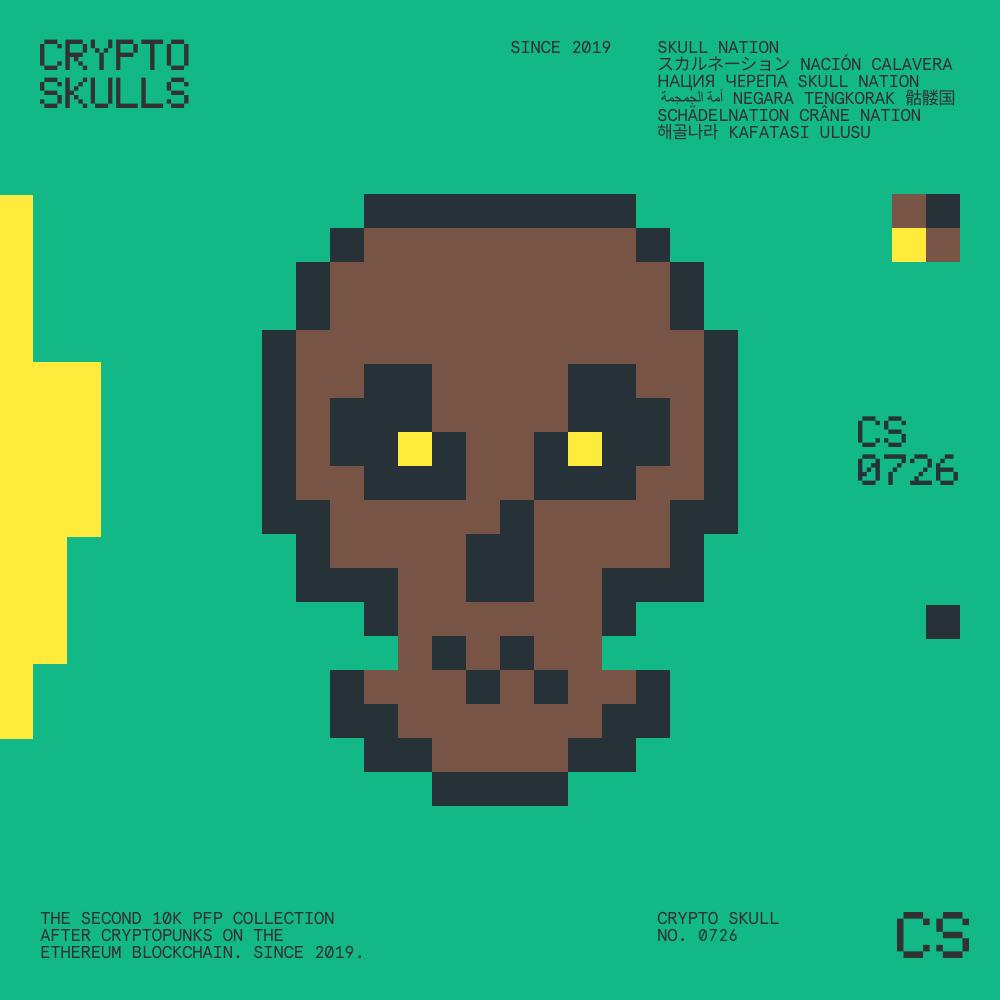 CRYPTO
SKULLS
SINCE 2019
SKULL NATION
スカルネーション NACIÓN CALAVERA
НАЦИЯ ЧЕРЕПА SKULL NATION
أمة الجمجمة NEGARA TENGKORAK 骷髅国
SCHÄDELNATION CRÂNE NATION
해골나라 KAFATASI ULUSU
CS
0726
THE SECOND 10K PFP COLLECTION
AFTER CRYPTOPUNKS ON THE
ETHEREUM BLOCKCHAIN. SINCE 2019.
CRYPTO SKULL
NO. 0726
CS